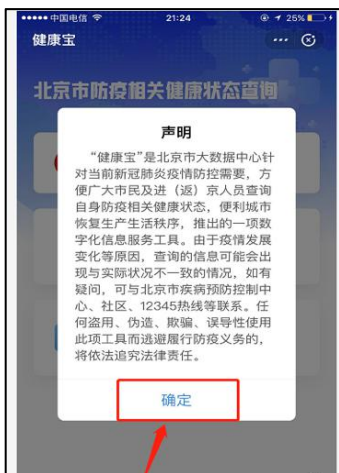 中国电信 21:24 25%
健康宝
北京市防疫相关健康状态查询
声明
“健康宝”是北京市大数据中心针
对当前新冠肺炎疫情防控需要，方
便广大市民及进（返）京人员查询
自身防疫相关健康状态，便利城市
恢复生产生活秩序，推出的一项数
字化信息服务工具。由于疫情发展
变化等原因，查询的信息可能会出
现与实际状况不一致的情况，如有
疑问，可与北京市疾病预防控制中
心、社区、12345热线等联系。任
何盗用、伪造、欺骗、误导性使用
此项工具而逃避履行防疫义务的，
将依法追究法律责任。
确定